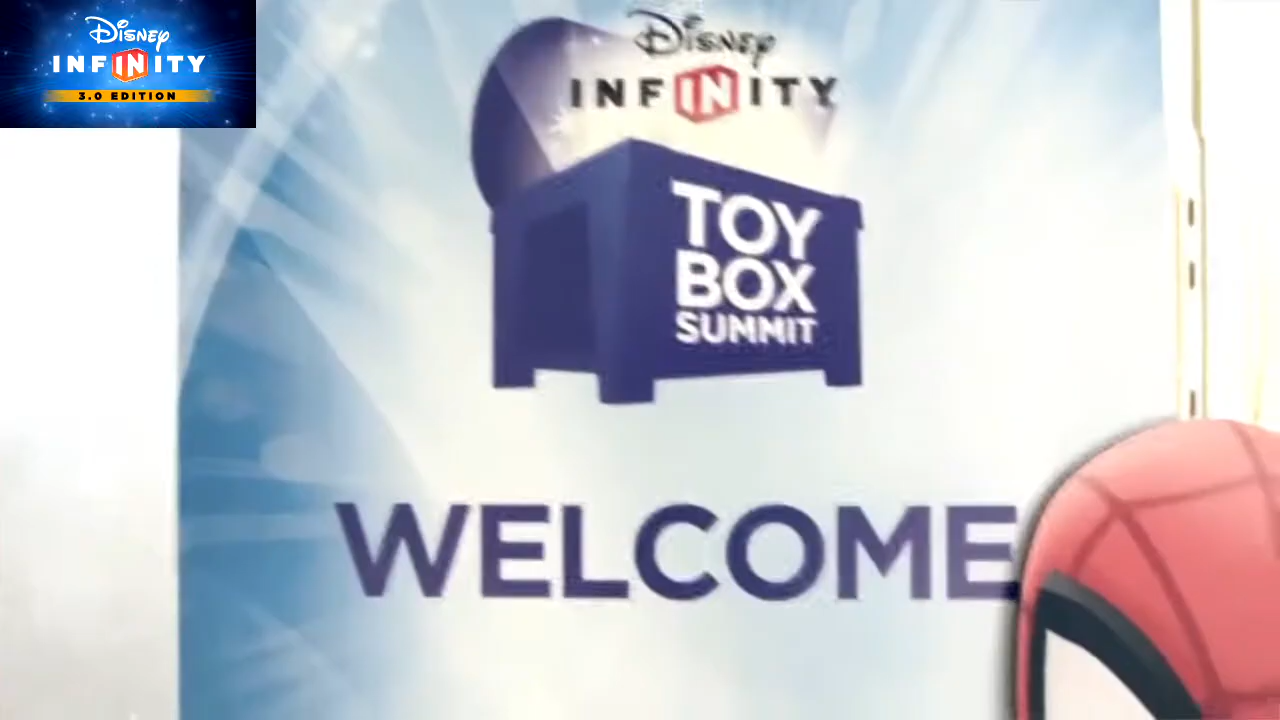 Disney
INFINITY
3.0 EDITION
Disney
INFINITY
TOY
BOX
SUMMIT
WELCOME